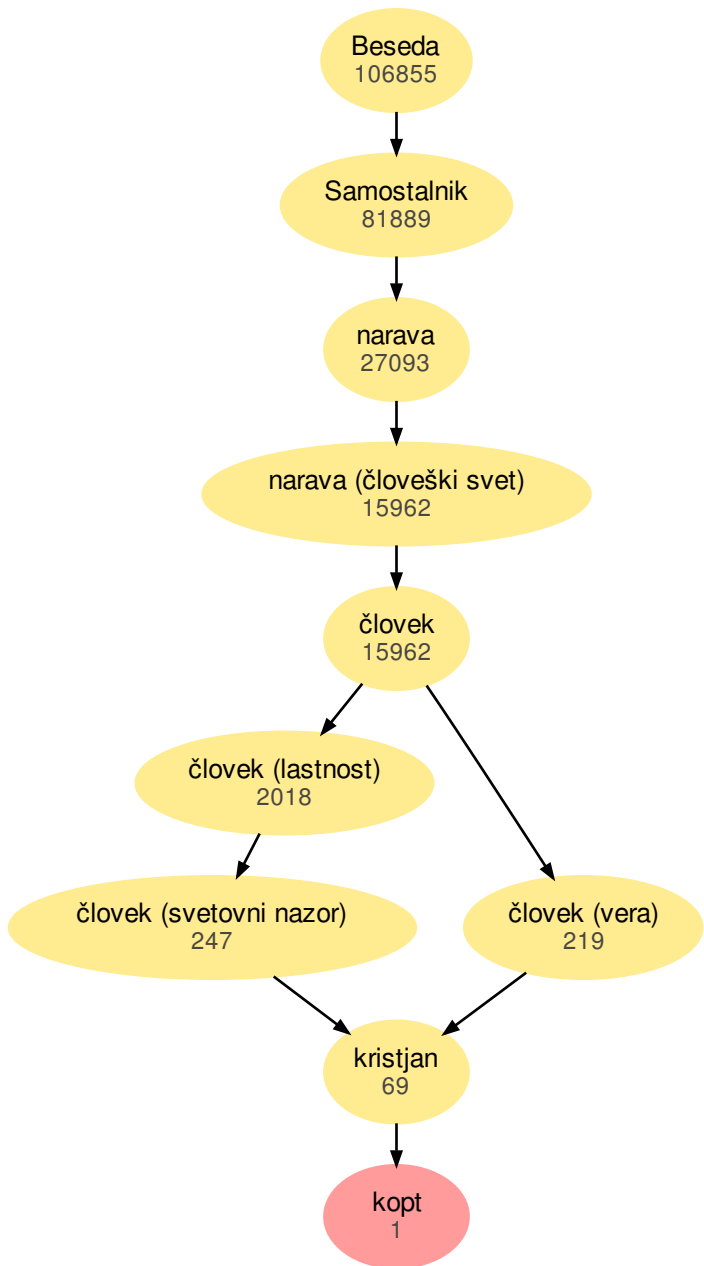 Beseda
106855
Samostalnik
81889
narava
27093
narava (človeški svet)
15962
človek
15962
človek (lastnost)
2018
človek (svetovni nazor)
247
človek (vera)
219
kristjan
69
kopt
1